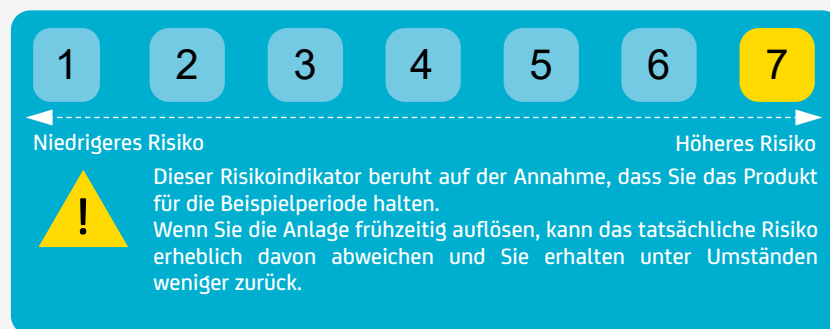 1 2 3 4 5 6 7
Niedrigeres Risiko Höheres Risiko
Dieser Risikoindikator beruht auf der Annahme, dass Sie das Produkt
für die Beispielperiode halten.
!
Wenn Sie die Anlage frühzeitig auflösen, kann das tatsächliche Risiko
erheblich davon abweichen und Sie erhalten unter Umständen
weniger zurück.